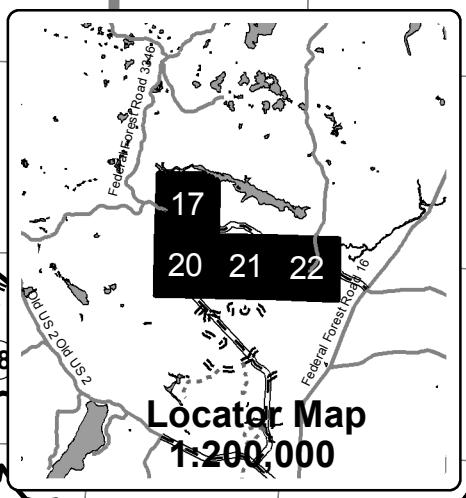 Federal Forest Road 3346
17
20 21 22
Federal Forest Road 16
Old US 2 Old US 2
8
Locator Map
1:200,000